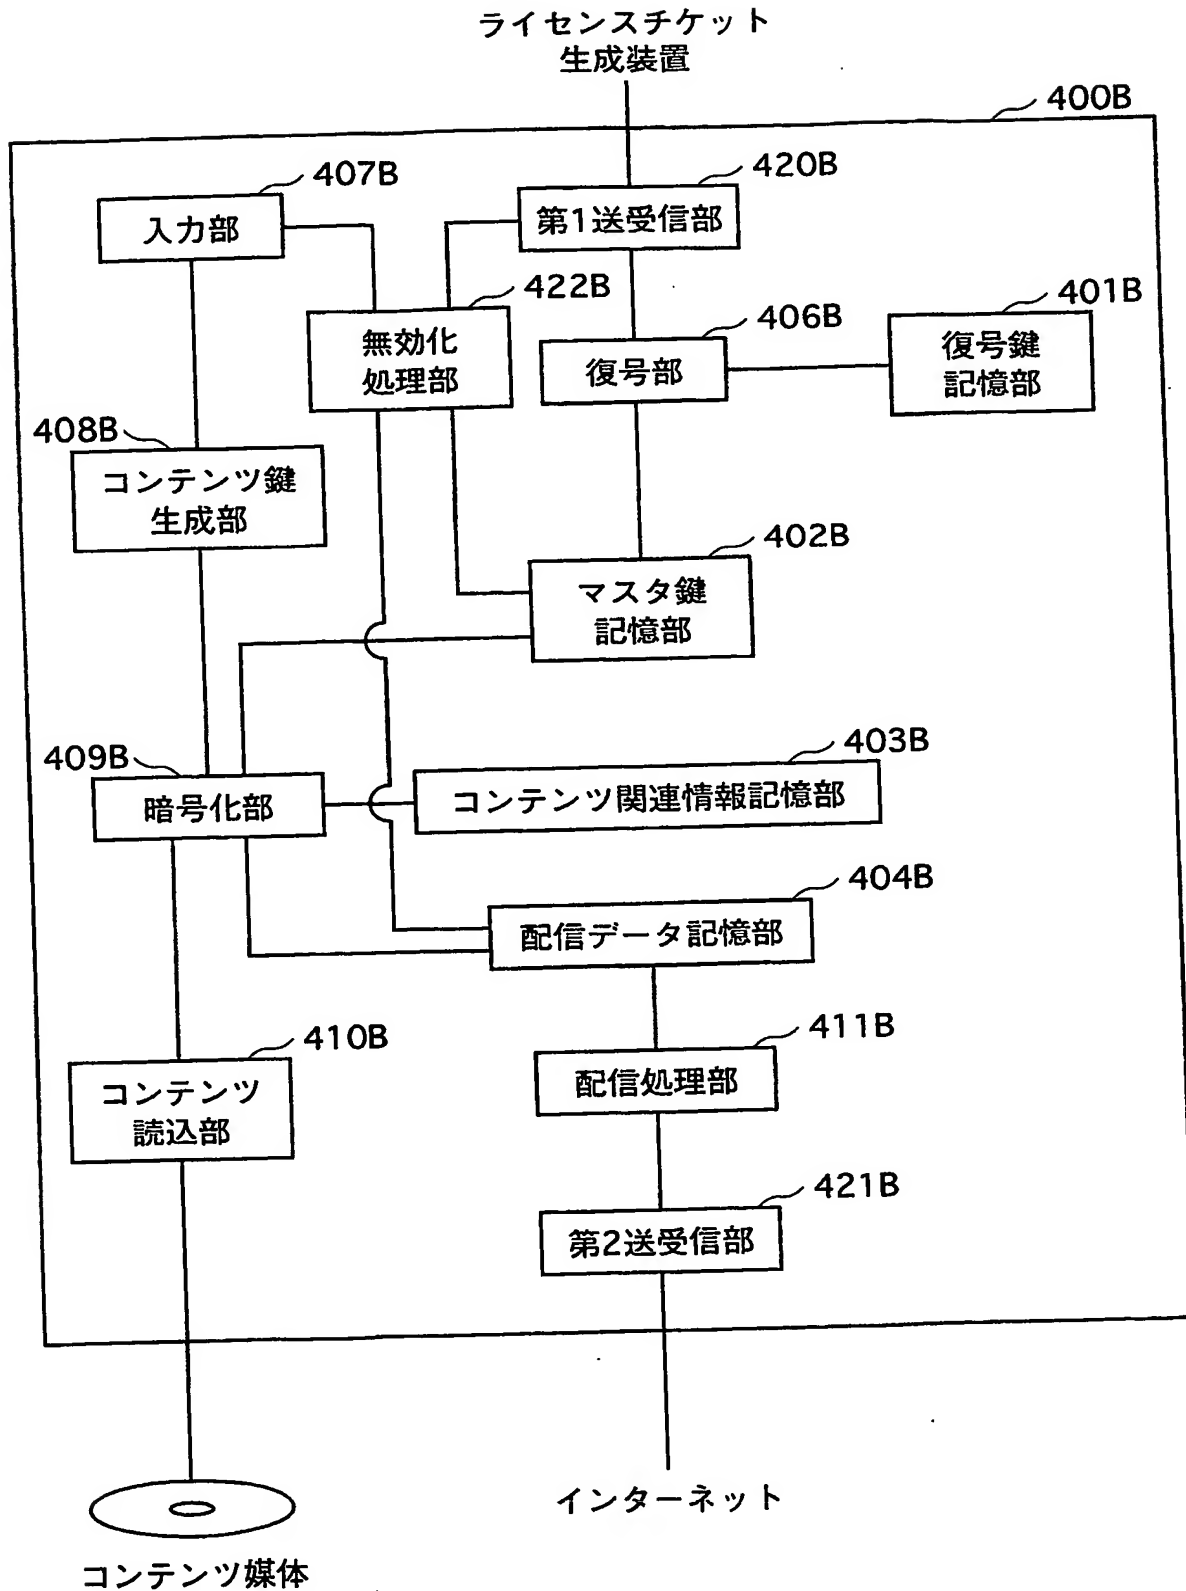 ライセンスチケット
生成装置
400B
407B
入力部
420B
第1送受信部
422B
無効化
処理部
406B
復号部
401B
復号鍵
記憶部
408B
コンテンツ鍵
生成部
402B
マスタ鍵
記憶部
409B
暗号化部
403B
コンテンツ関連情報記憶部
404B
配信データ記憶部
410B
コンテンツ
読込部
411B
配信処理部
421B
第2送受信部
インターネット
コンテンツ媒体